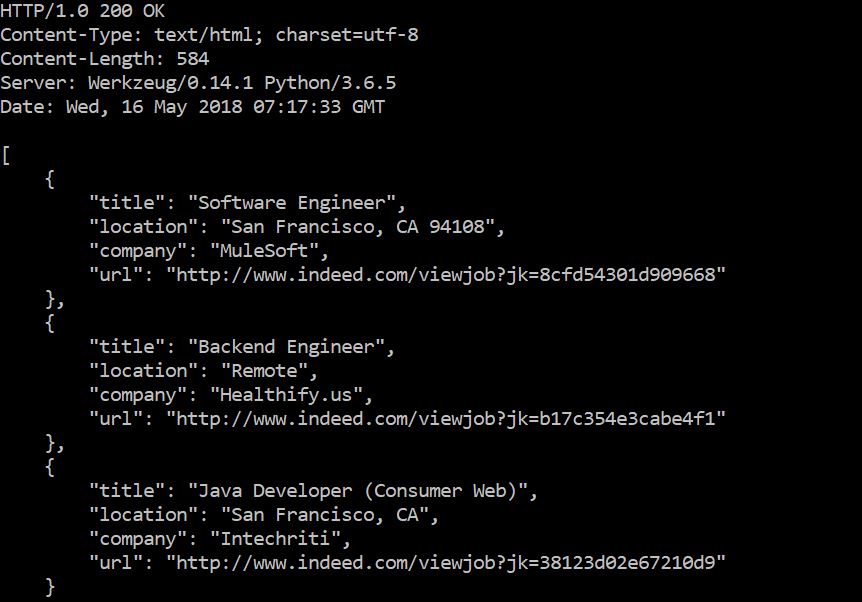 HTTP/1.0 200 OK
Content-Type: text/html; charset=utf-8
Content-Length: 584
Server: Werkzeug/0.14.1 Python/3.6.5
Date: Wed, 16 May 2018 07:17:33 GMT

[
    {
        "title": "Software Engineer",
        "location": "San Francisco, CA 94108",
        "company": "MuleSoft",
        "url": "http://www.indeed.com/viewjob?jk=8cfd54301d909668"
    },
    {
        "title": "Backend Engineer",
        "location": "Remote",
        "company": "Healthify.us",
        "url": "http://www.indeed.com/viewjob?jk=b17c354e3cabe4f1"
    },
    {
        "title": "Java Developer (Consumer Web)",
        "location": "San Francisco, CA",
        "company": "Intechriti",
        "url": "http://www.indeed.com/viewjob?jk=38123d02e67210d9"
    }